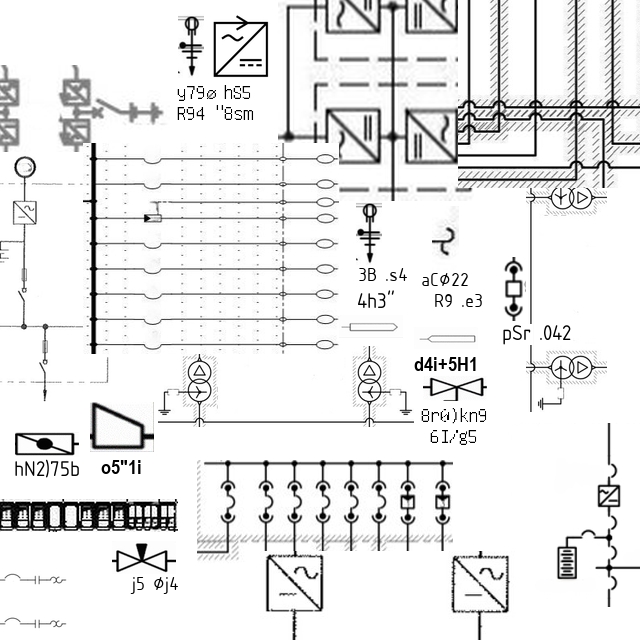 y79ø hS5
R94 "8sm
3B .s4
4h3"
aCø22
R9 .e3
pSr .042
d4i+5H1
8r0)kn9
6I/'g5
hN2)75b
o5"1i
j5 øj4